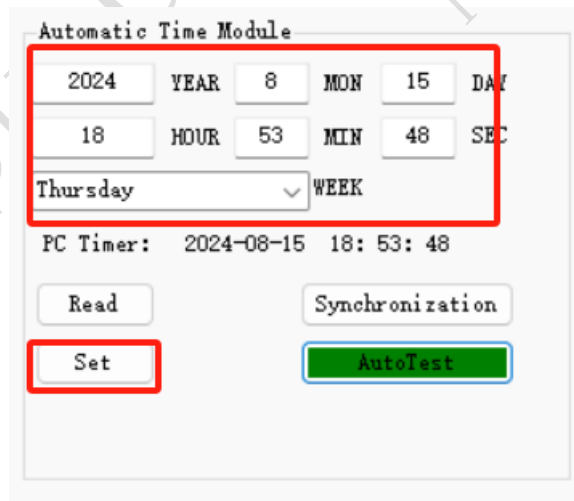 Automatic Time Module
2024 YEAR 8 MON 15 DAY
18 HOUR 53 MIN 48 SEC
Thursday WEEK
PC Timer: 2024-08-15 18: 53: 48
Read Synchronization
Set AutoTest